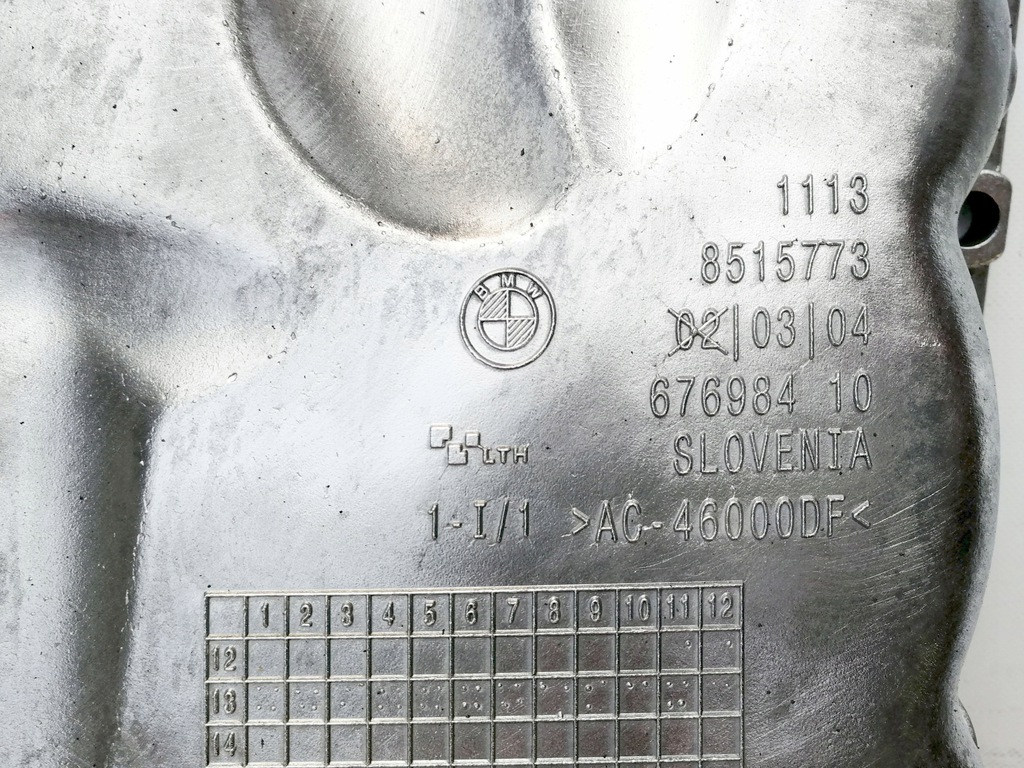 1113
8515773
BMW
02|03|04
676984 10
LTH
SLOVENIA
1-I/1 >AC-46000DF<
1 2 3 4 5 6 7 8 9 10 11 12
12
13
14